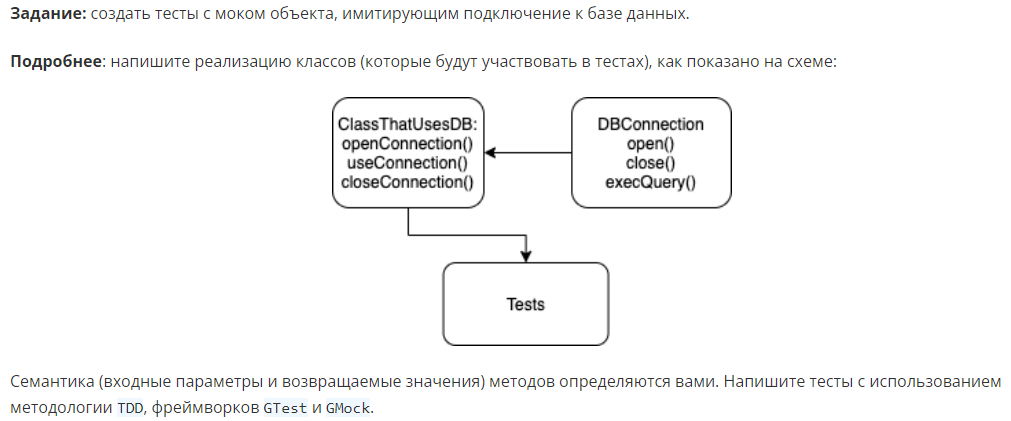 Задание: создать тесты с моком объекта, имитирующим подключение к базе данных.
Подробнее: напишите реализацию классов (которые будут участвовать в тестах), как показано на схеме:
ClassThatUsesDB:
openConnection()
useConnection()
closeConnection()
DBConnection
open()
close()
execQuery()
Tests
Семантика (входные параметры и возвращаемые значения) методов определяются вами. Напишите тесты с использованием
методологии TDD, фреймворков GTest и GMock.